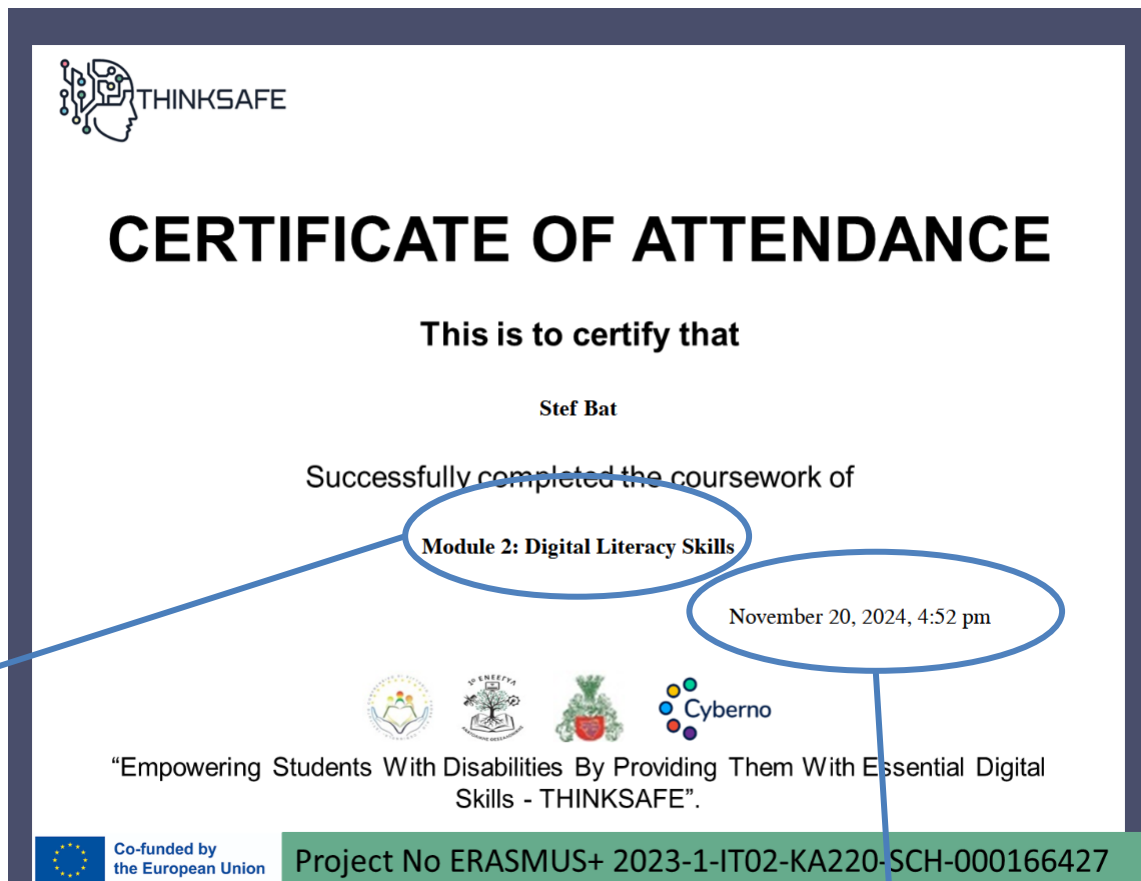 THINKSAFE
CERTIFICATE OF ATTENDANCE
This is to certify that
Stef Bat
Successfully completed the coursework of
Module 2: Digital Literacy Skills
November 20, 2024, 4:52 pm
Cyberno
“Empowering Students With Disabilities By Providing Them With Essential Digital
Skills - THINKSAFE”.
Co-funded by
the European Union
Project No ERASMUS+ 2023-1-IT02-KA220-SCH-000166427